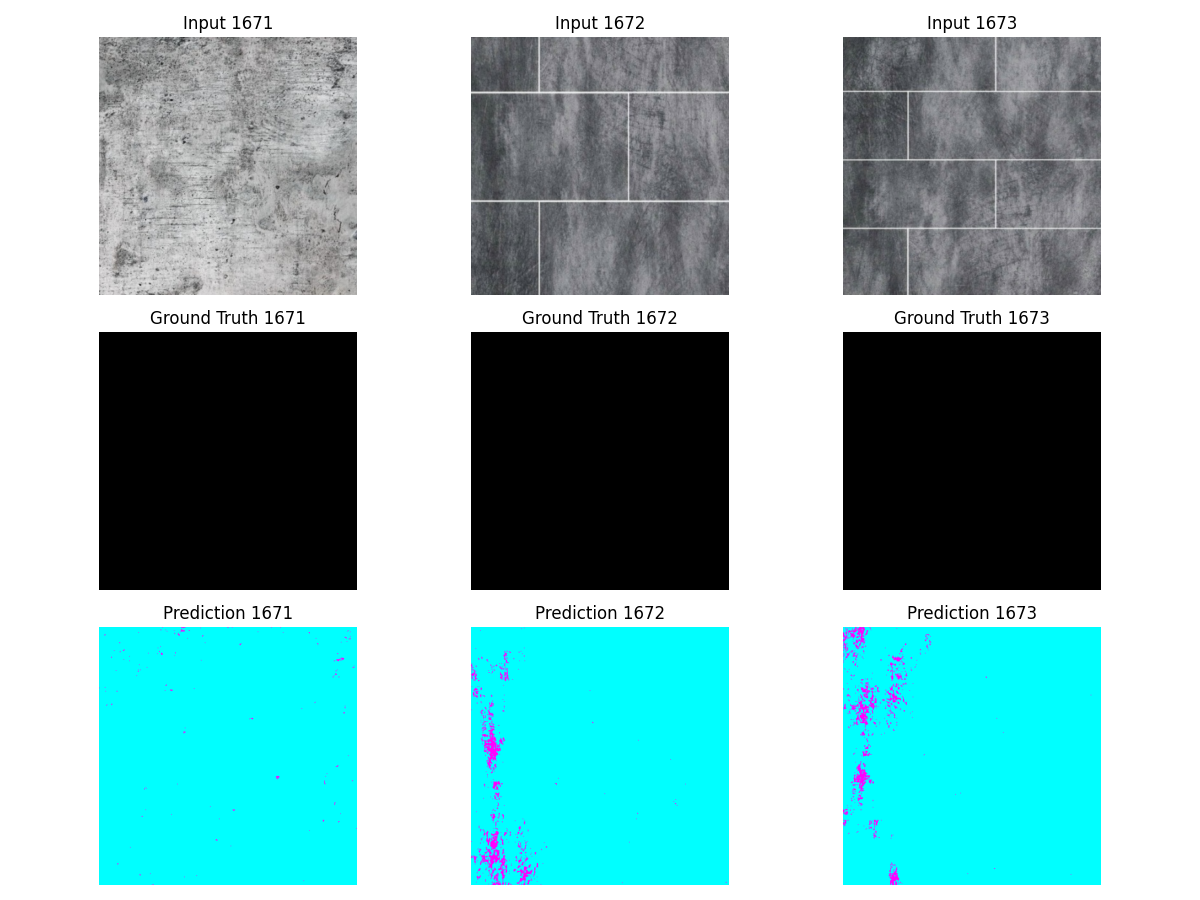 Input 1671
Input 1672
Input 1673
Ground Truth 1671
Ground Truth 1672
Ground Truth 1673
Prediction 1671
Prediction 1672
Prediction 1673